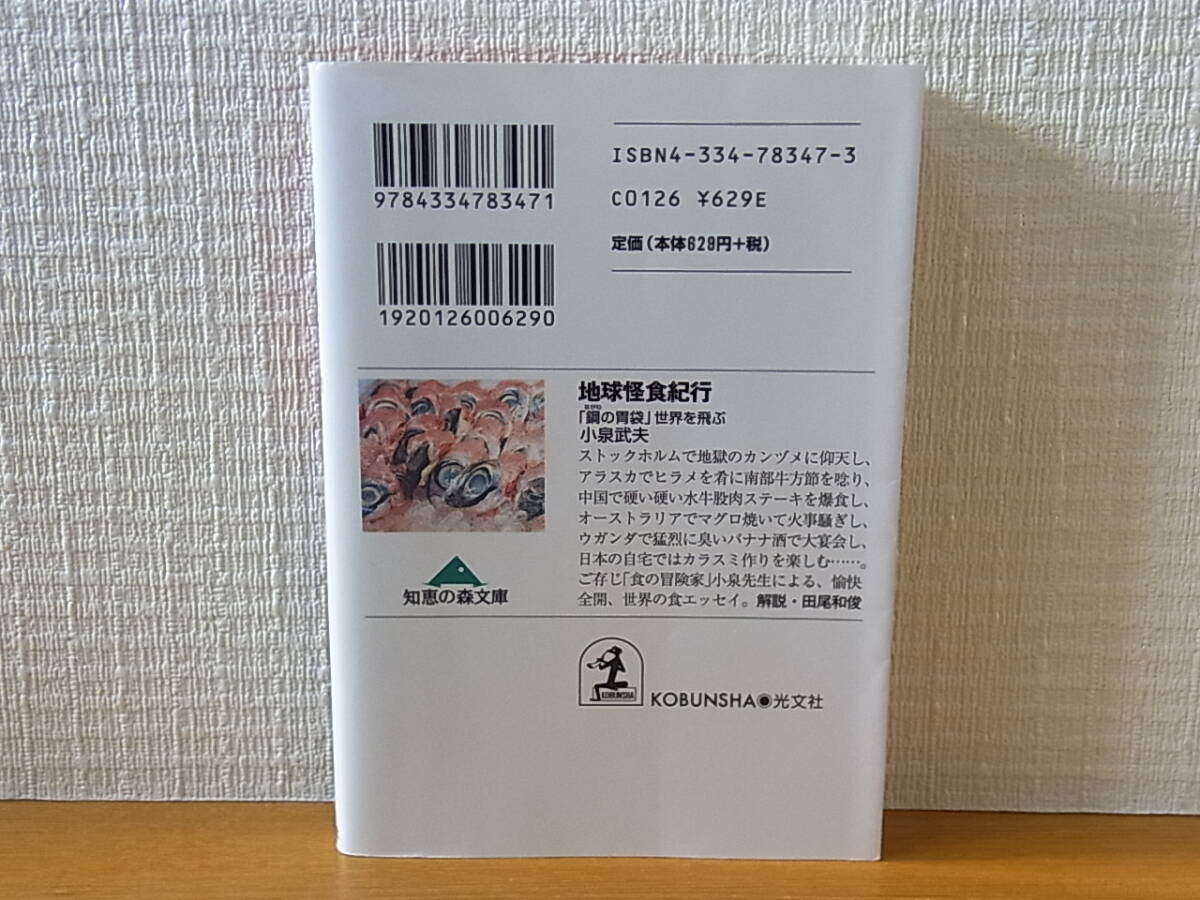 9784334783471
1920126006290
ISBN4-334-78347-3
C0126 ¥629E
定価(本体629円+税)
地球怪食紀行
はがね
「鋼の胃袋」世界を飛ぶ
小泉武夫
ストックホルムで地獄のカンヅメに仰天し、
アラスカでヒラメを肴に南部牛方節を唸り、
中国で硬い硬い水牛股肉ステーキを爆食し、
オーストラリアでマグロ焼いて火事騒ぎし、
ウガンダで猛烈に臭いバナナ酒で大宴会し、
日本の自宅ではカラスミ作りを楽しむ……。
ご存じ「食の冒険家」小泉先生による、愉快
全開、世界の食エッセイ。解説・田尾和俊
知恵の森文庫
KOBUNSHA
KOBUNSHA◉光文社